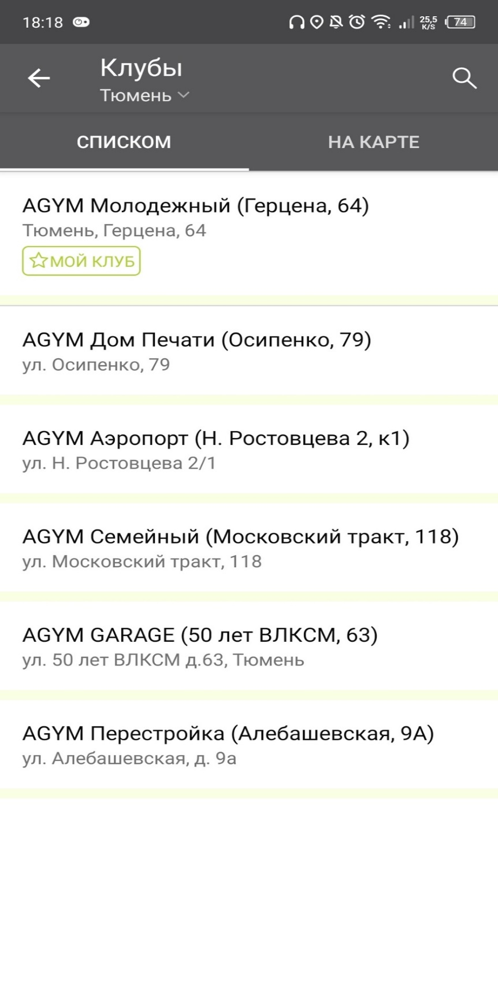 18:18
25,5
K/S
74
Клубы
Тюмень
СПИСКОМ
НА КАРТЕ
AGYM Молодежный (Герцена, 64)
Тюмень, Герцена, 64
МОЙ КЛУБ
AGYM Дом Печати (Осипенко, 79)
ул. Осипенко, 79
AGYM Аэропорт (Н. Ростовцева 2, к1)
ул. Н. Ростовцева 2/1
AGYM Семейный (Московский тракт, 118)
ул. Московский тракт, 118
AGYM GARAGE (50 лет ВЛКСМ, 63)
ул. 50 лет ВЛКСМ д.63, Тюмень
AGYM Перестройка (Алебашевская, 9А)
ул. Алебашевская, д. 9а